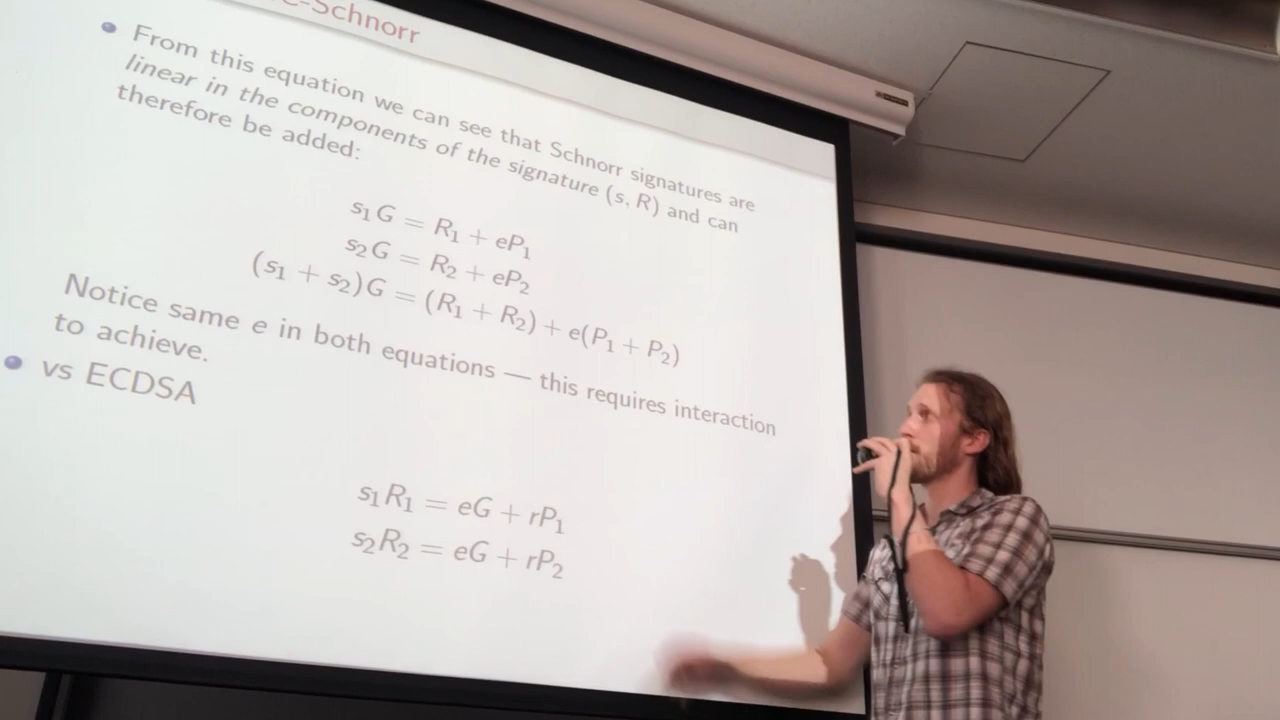 -Schnorr
From this equation we can see that Schnorr signatures are
linear in the components of the signature (s, R) and can
therefore be added:
s₁G = R₁ + eP₁
s₂G = R₂ + eP₂
(s₁ + s₂)G = (R₁ + R₂) + e(P₁ + P₂)
Notice same e in both equations — this requires interaction
to achieve.
vs ECDSA
s₁R₁ = eG + rP₁
s₂R₂ = eG + rP₂